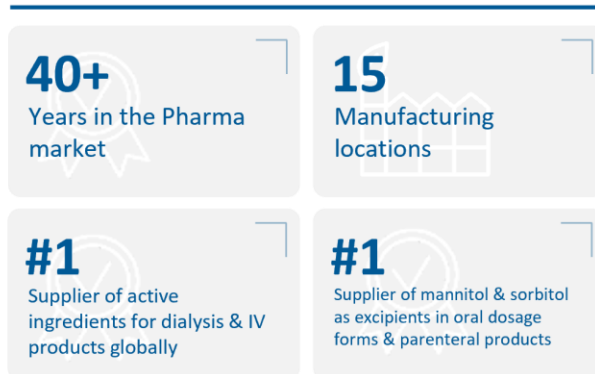 40+
Years in the Pharma
market
15
Manufacturing
locations
#1
Supplier of active
ingredients for dialysis & IV
products globally
#1
Supplier of mannitol & sorbitol
as excipients in oral dosage
forms & parenteral products